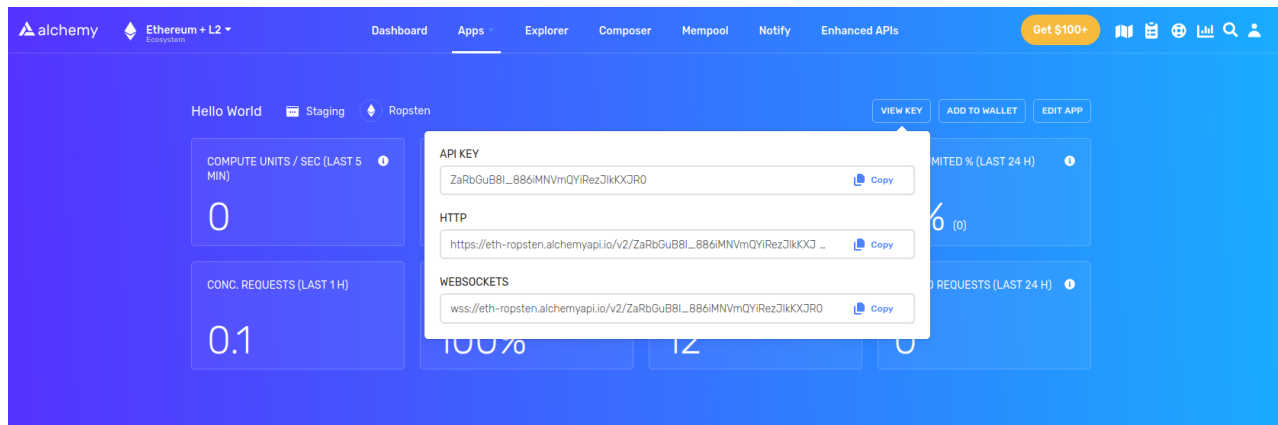 alchemy
Ethereum + L2
Ecosystem
Dashboard
Apps
Explorer
Composer
Mempool
Notify
Enhanced APIs
Get $100+
Hello World
Staging
Ropsten
VIEW KEY
ADD TO WALLET
EDIT APP
COMPUTE UNITS / SEC (LAST 5
MIN)
0
API KEY
ZaRbGuB8I_886iMNVmQYiRezJIkKXJR0
Copy
HTTP
https://eth-ropsten.alchemyapi.io/v2/ZaRbGuB8I_886iMNVmQYiRezJIkKXJ ...
Copy
WEBSOCKETS
wss://eth-ropsten.alchemyapi.io/v2/ZaRbGuB8I_886iMNVmQYiRezJIkKXJR0
Copy
MITED % (LAST 24 H)
% (0)
CONC. REQUESTS (LAST 1 H)
0.1
100%
12
REQUESTS (LAST 24 H)
0